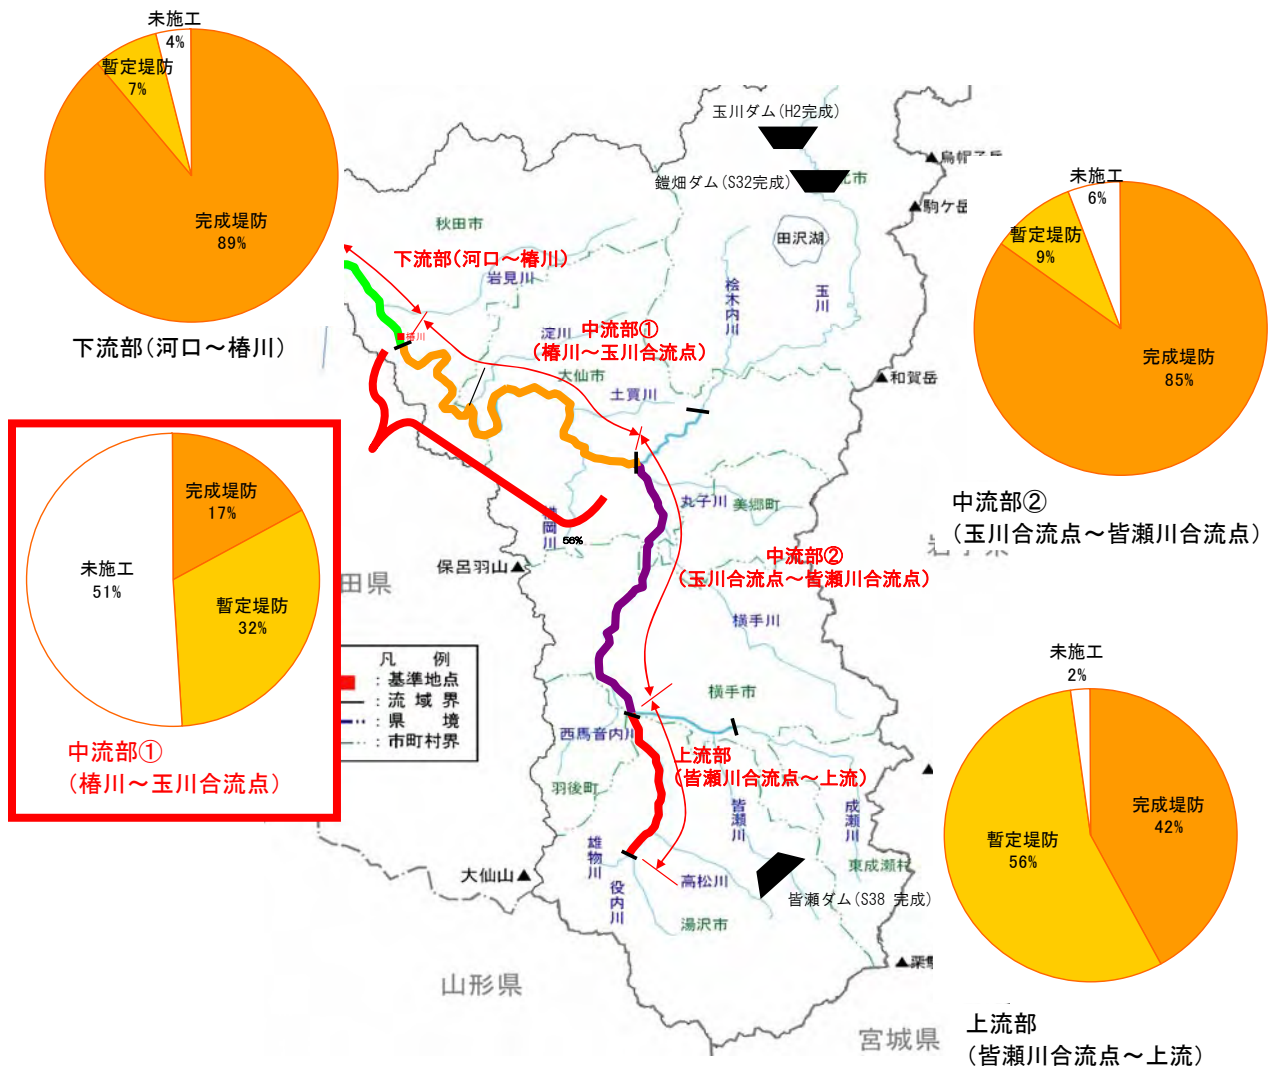 未施工
4%
暫定堤防
7%
完成堤防
89%
下流部(河口～椿川)
未施工
51%
完成堤防
17%
暫定堤防
32%
中流部①
(椿川～玉川合流点)
玉川ダム(H2完成)
鎧畑ダム(S32完成)
北市
烏帽子岳
駒ケ岳
秋田市
田沢湖
下流部(河口～椿川)
岩見川
桧木内川
玉川
椿川
淀川
中流部①
(椿川～玉川合流点)
大仙市
土買川
和賀岳
丸子川
美郷町
楢岡川
56%
保呂羽山
田県
中流部②
(玉川合流点～皆瀬川合流点)
横手川
凡 例
: 基準地点
: 流域界
: 県 境
: 市町村界
横手市
西馬音内川
上流部
(皆瀬川合流点～上流)
羽後町
皆瀬川
成瀬川
雄物川
東成瀬村
大仙山
役内川
高松川
皆瀬ダム(S38 完成)
湯沢市
山形県
宮城県
未施工
6%
暫定堤防
9%
完成堤防
85%
中流部②
(玉川合流点～皆瀬川合流点)
未施工
2%
完成堤防
42%
暫定堤防
56%
上流部
(皆瀬川合流点～上流)